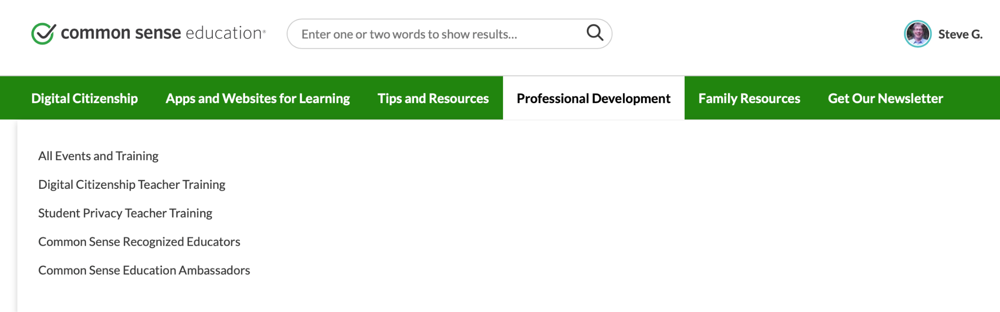 common sense education®
Enter one or two words to show results...
Steve G.
Digital Citizenship
Apps and Websites for Learning
Tips and Resources
Professional Development
Family Resources
Get Our Newsletter
All Events and Training
Digital Citizenship Teacher Training
Student Privacy Teacher Training
Common Sense Recognized Educators
Common Sense Education Ambassadors